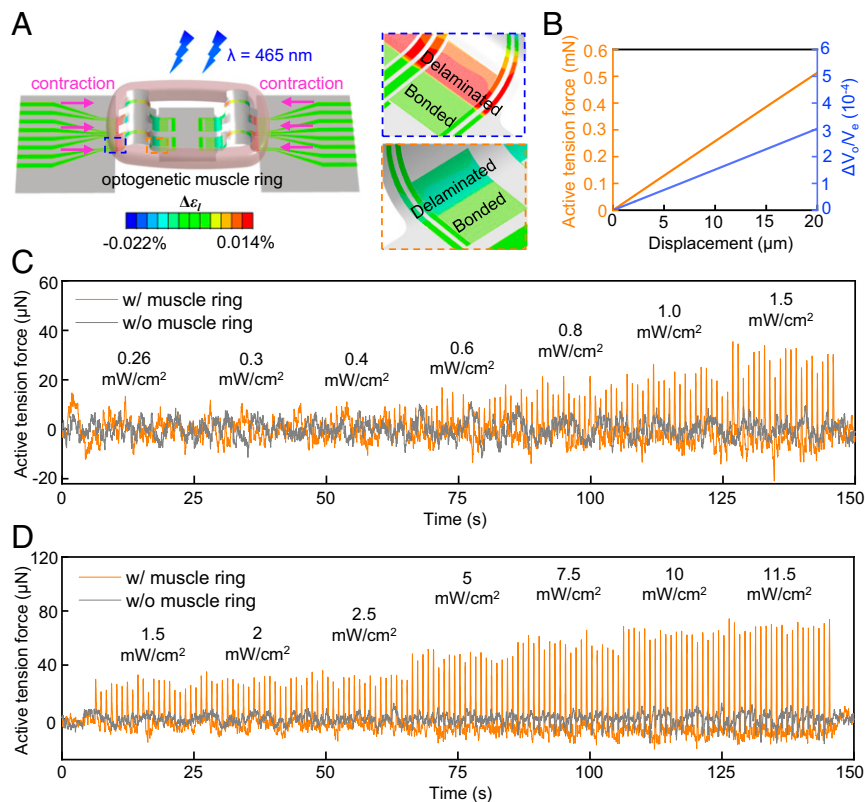 A
λ = 465 nm
contraction
contraction
optogenetic muscle ring
Δε_l
-0.022%
0.014%
Delaminated
Bonded
Delaminated
Bonded
B
Active tension force (mN)
0.6
0.5
0.4
0.3
0.2
0.1
0
6
5
4
3
2
1
0
ΔV₀/Vₑ (10⁻⁴)
0
5
10
15
20
Displacement (μm)
C
Active tension force (μN)
60
40
20
0
-20
w/ muscle ring
w/o muscle ring
0.26
mW/cm²
0.3
mW/cm²
0.4
mW/cm²
0.6
mW/cm²
0.8
mW/cm²
1.0
mW/cm²
1.5
mW/cm²
0
25
50
75
100
125
150
Time (s)
D
Active tension force (μN)
120
80
40
0
w/ muscle ring
w/o muscle ring
1.5
mW/cm²
2
mW/cm²
2.5
mW/cm²
5
mW/cm²
7.5
mW/cm²
10
mW/cm²
11.5
mW/cm²
0
25
50
75
100
125
150
Time (s)